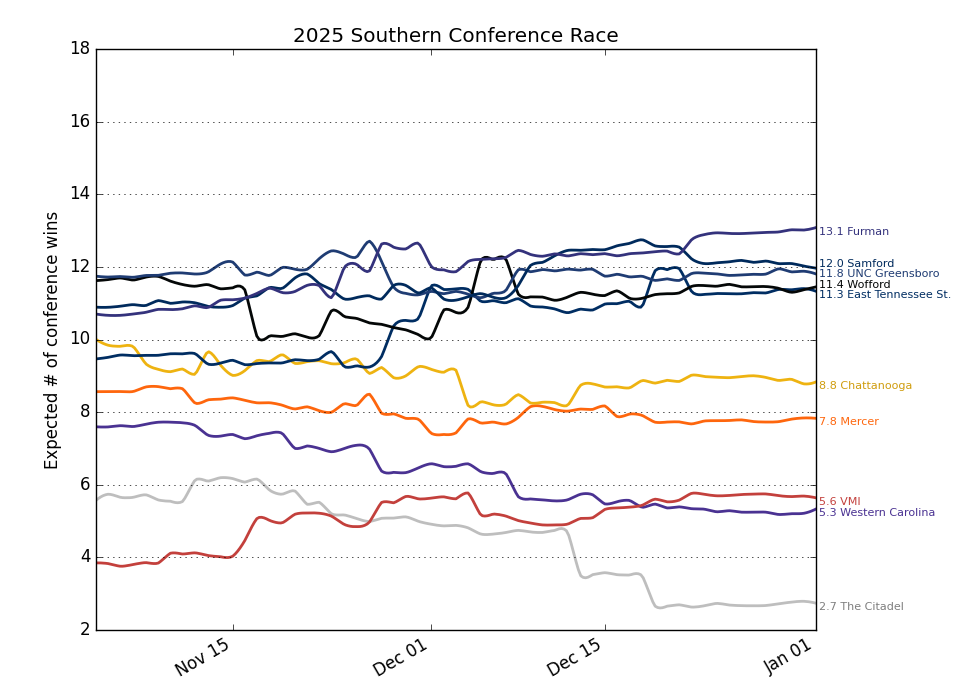 2025 Southern Conference Race
Expected # of conference wins
18
16
14
12
10
8
6
4
2
Nov 15
Dec 01
Dec 15
Jan 01
13.1 Furman
12.0 Samford
11.8 UNC Greensboro
11.4 Wofford
11.3 East Tennessee St.
8.8 Chattanooga
7.8 Mercer
5.6 VMI
5.3 Western Carolina
2.7 The Citadel